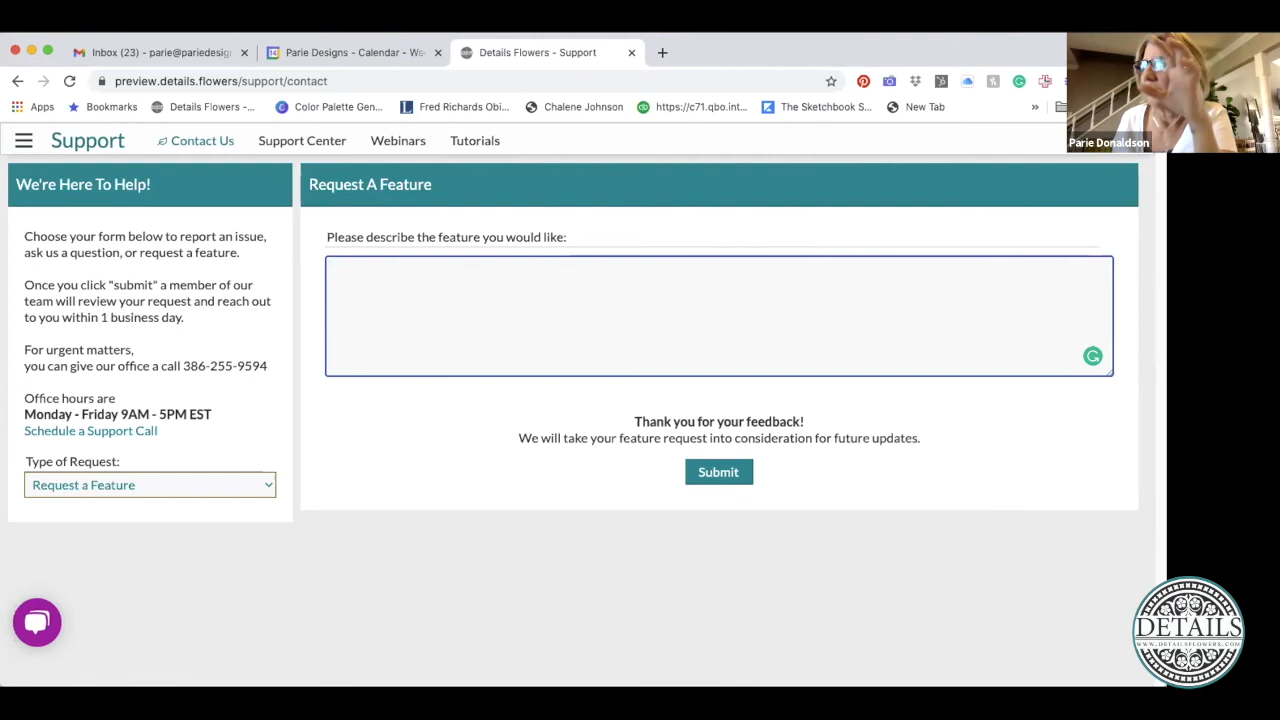 Inbox (23) - parie@pariedesig
Parie Designs - Calendar - We
Details Flowers - Support
preview.details.flowers/support/contact
Apps
Bookmarks
Details Flowers -...
Color Palette Gen...
Fred Richards Obi...
Chalene Johnson
https://c71.qbo.int...
The Sketchbook S...
New Tab
Parie Donaldson
Support
Contact Us
Support Center
Webinars
Tutorials
We're Here To Help!
Choose your form below to report an issue,
ask us a question, or request a feature.
Once you click "submit" a member of our
team will review your request and reach out
to you within 1 business day.
For urgent matters,
you can give our office a call 386-255-9594
Office hours are
Monday - Friday 9AM - 5PM EST
Schedule a Support Call
Type of Request:
Request a Feature
Request A Feature
Please describe the feature you would like:
Thank you for your feedback!
We will take your feature request into consideration for future updates.
Submit
DETAILS
WWW.DETAILSFLOWERS.COM